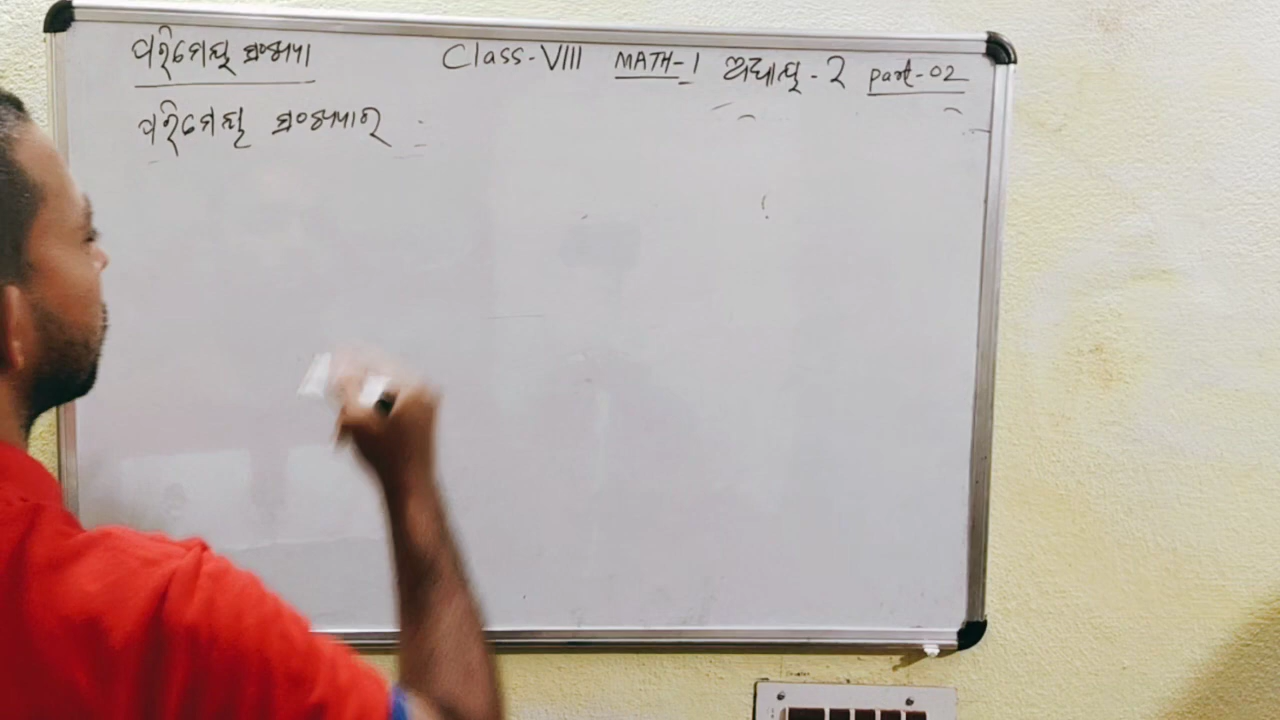 ପରିମେୟ ସଂଖ୍ୟା Class-VIII MATH-1 ଅଧ୍ୟାୟ-2 part-02
ପରିମେୟ ସଂଖ୍ୟାର